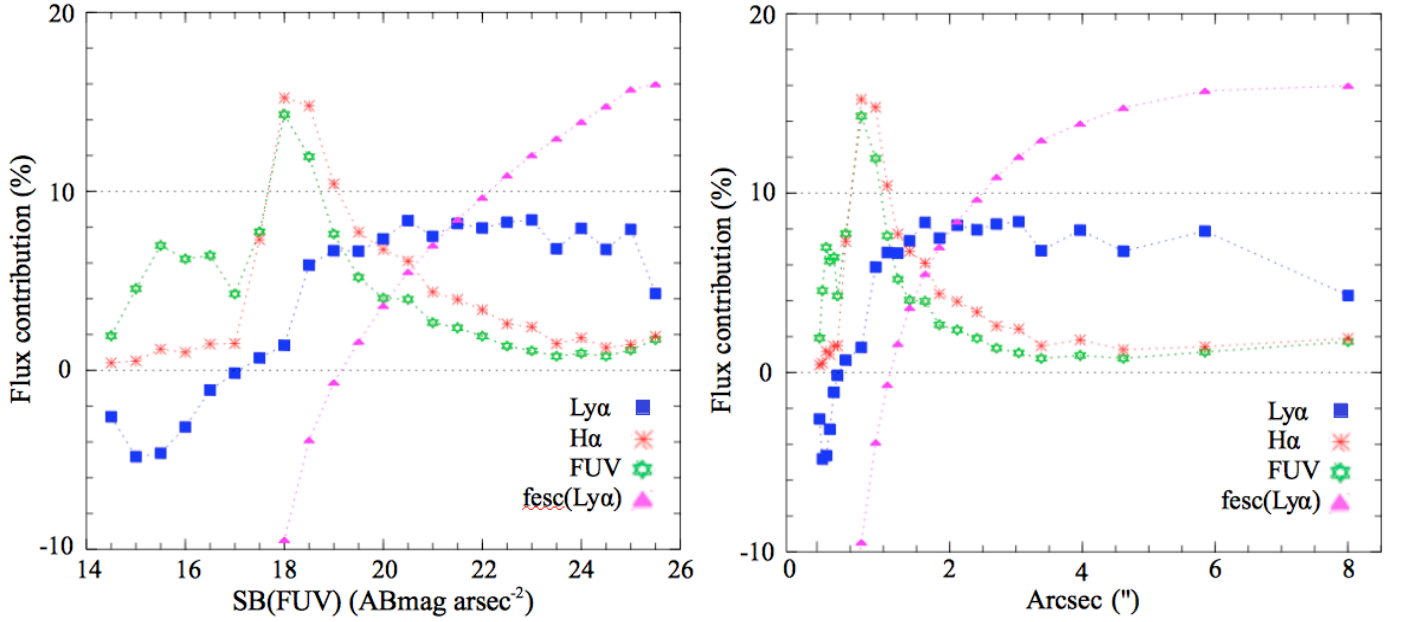 20
10
0
-10
14
16
18
20
22
24
26
Flux contribution (%)
SB(FUV) (ABmag arsec-2)
Lyα
Hα
FUV
fesc(Lyα)
20
10
0
-10
0
2
4
6
8
Flux contribution (%)
Arcsec (")
Lyα
Hα
FUV
fesc(Lyα)